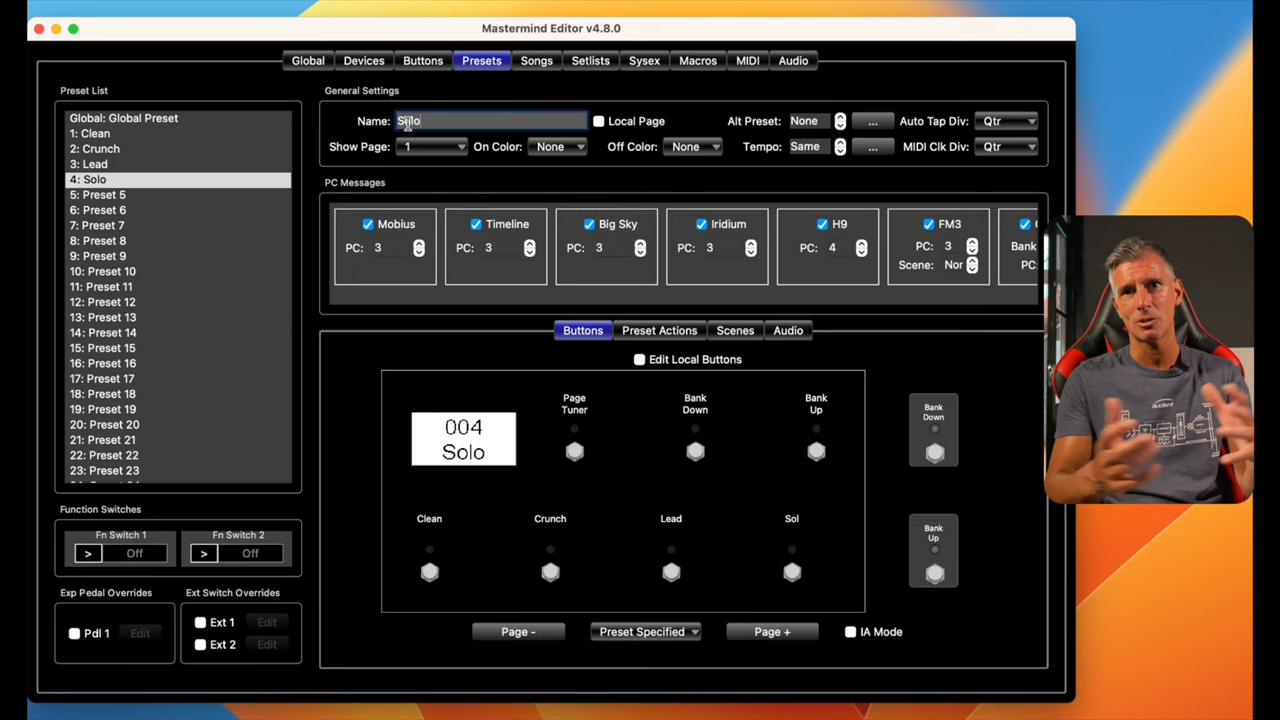 Mastermind Editor v4.8.0
Global Devices Buttons Presets Songs Setlists Sysex Macros MIDI Audio
Preset List
Global: Global Preset
1: Clean
2: Crunch
3: Lead
4: Solo
5: Preset 5
6: Preset 6
7: Preset 7
8: Preset 8
9: Preset 9
10: Preset 10
11: Preset 11
12: Preset 12
13: Preset 13
14: Preset 14
15: Preset 15
16: Preset 16
17: Preset 17
18: Preset 18
19: Preset 19
20: Preset 20
21: Preset 21
22: Preset 22
23: Preset 23
Function Switches
Fn Switch 1 Fn Switch 2
> Off > Off
Exp Pedal Overrides Ext Switch Overrides
Pdl 1 Edit
Ext 1 Edit
Ext 2 Edit
General Settings
Name: Solo Local Page Alt Preset: None ... Auto Tap Div: Qtr
Show Page: 1 On Color: None Off Color: None Tempo: Same ... MIDI Clk Div: Qtr
PC Messages
Mobius Timeline Big Sky Iridium H9 FM3
PC: 3 PC: 3 PC: 3 PC: 3 PC: 4 PC: 3 Bank
Scene: Nor PC:
Buttons Preset Actions Scenes Audio
Edit Local Buttons
Page Tuner
Bank Down
Bank Up
Bank Down
004
Solo
Clean Crunch Lead Sol
Bank Up
Page - Preset Specified Page + IA Mode